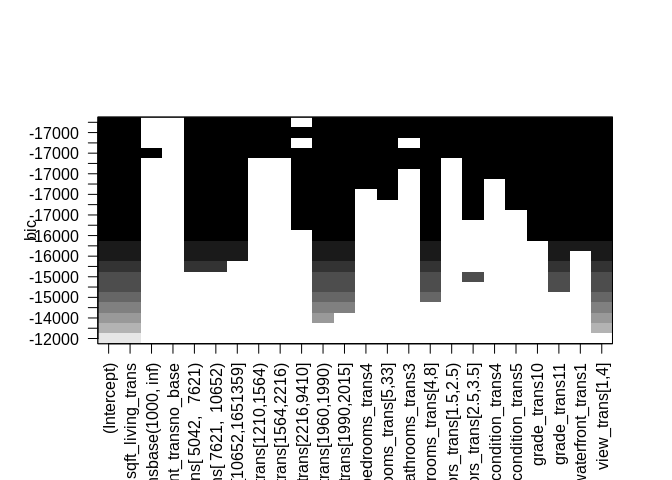 bic
-17000
-17000
-17000
-17000
-17000
-16000
-16000
-15000
-15000
-14000
-12000
(Intercept)
sqft_living_trans
nsbase(1000, inf)
nt_transno_base
ns[ 5042, 7621)
ns[ 7621, 10652)
[10652,1651359]
trans[1210,1564)
trans[1564,2216)
trans[2216,9410]
trans[1960,1990)
trans[1990,2015]
bedrooms_trans4
ooms_trans[5,33]
athrooms_trans3
rooms_trans[4,8]
ors_trans[1.5,2.5)
ors_trans[2.5,3.5]
condition_trans4
condition_trans5
grade_trans10
grade_trans11
waterfront_trans1
view_trans[1,4]